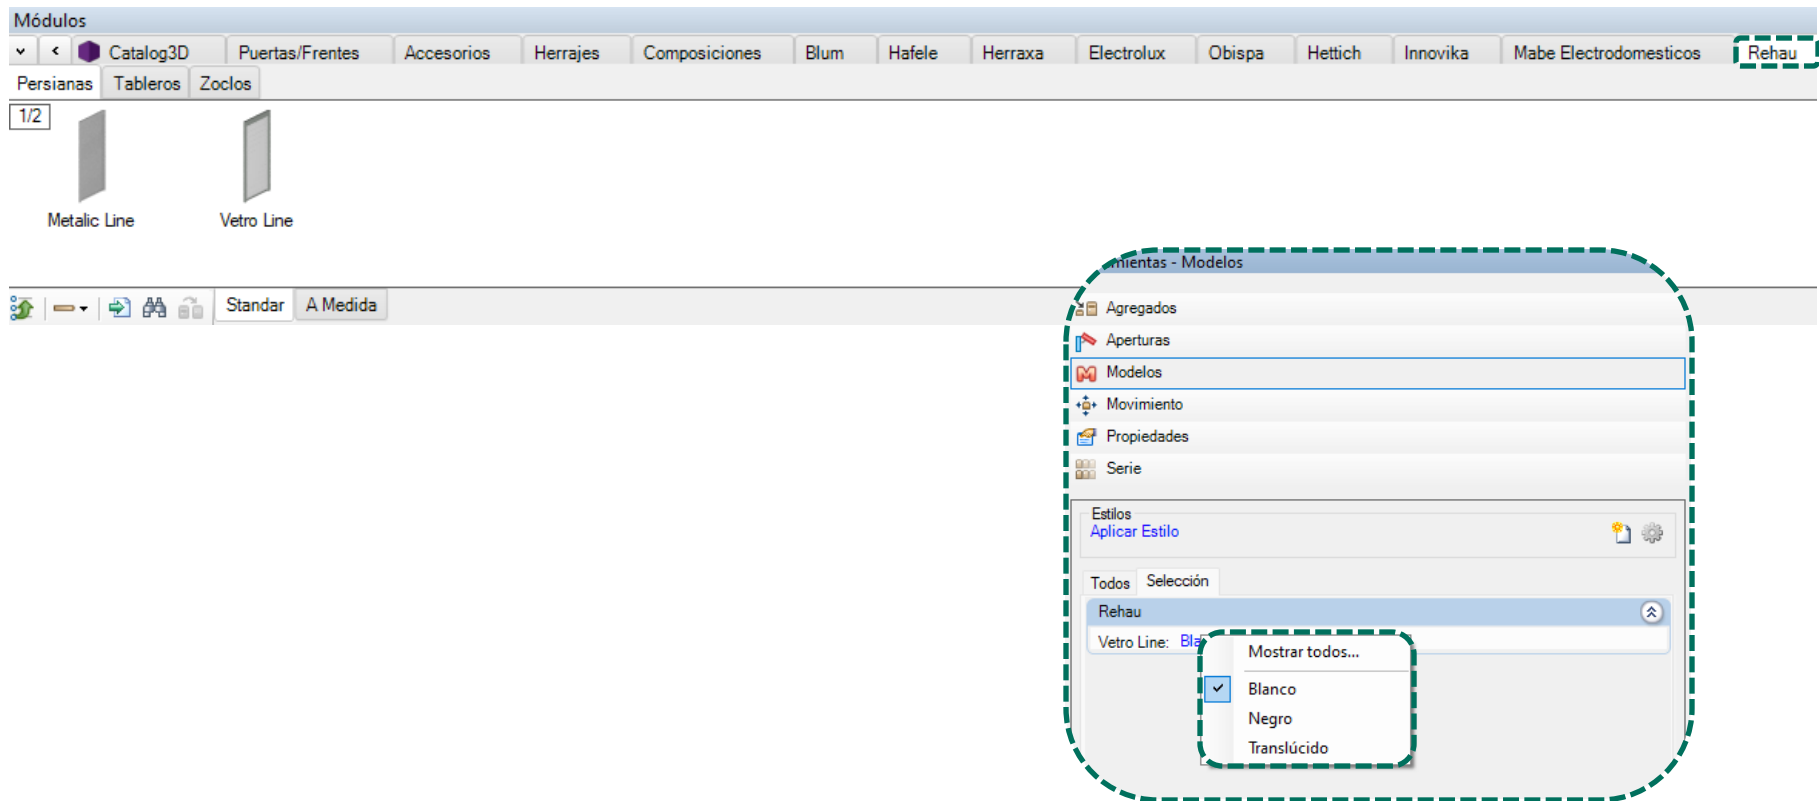 Módulos
Catalog3D Puertas/Frentes Accesorios Herrajes Composiciones Blum Hafele Herraxa Electrolux Obispa Hettich Innovika Mabe Electrodomesticos Rehau
Persianas Tableros Zoclos
1/2
Metalic Line Vetro Line
Standar A Medida
mientas - Modelos
Agregados
Aperturas
Modelos
Movimiento
Propiedades
Serie
Estilos
Aplicar Estilo
Todos Selección
Rehau
Vetro Line: Bla
Mostrar todos...
Blanco
Negro
Translúcido